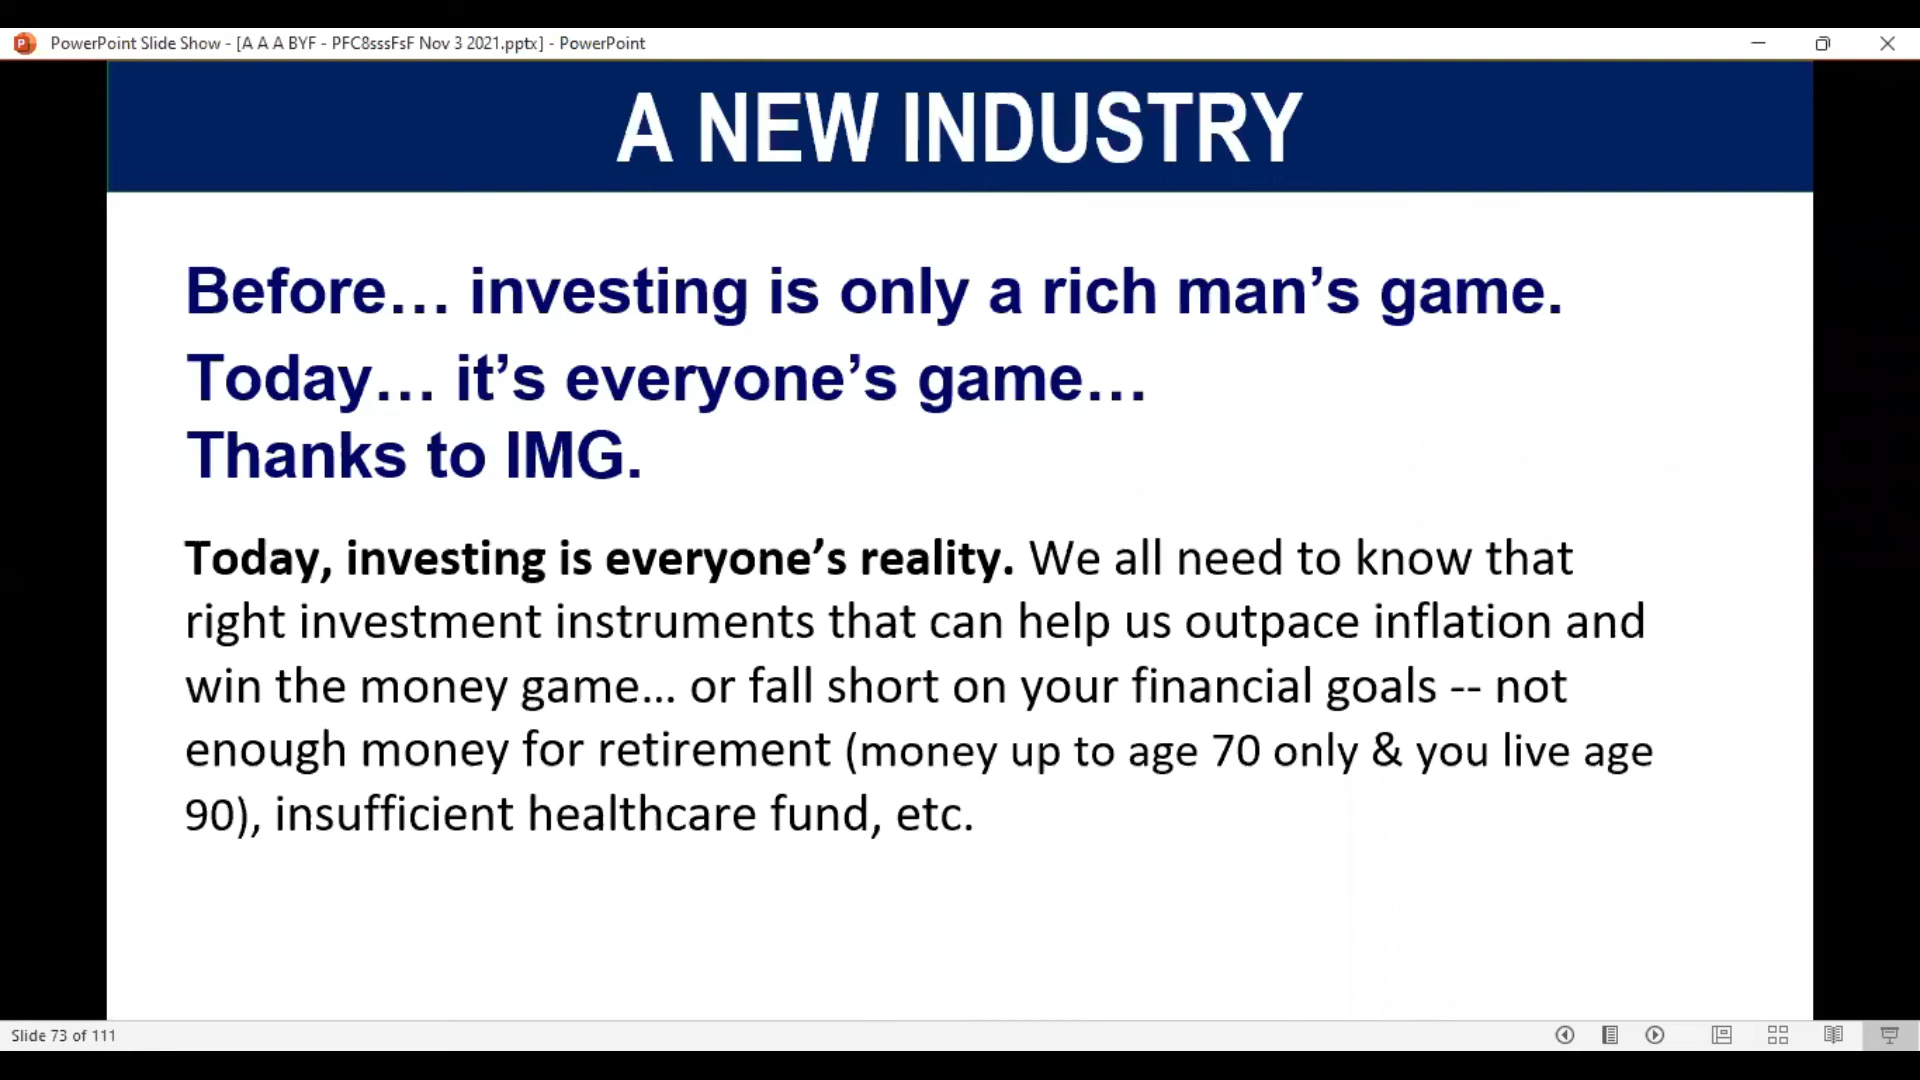 PowerPoint Slide Show - [A A A BYF - PFC8sssFsF Nov 3 2021.pptx] - PowerPoint
A NEW INDUSTRY
Before… investing is only a rich man’s game.
Today… it’s everyone’s game…
Thanks to IMG.
Today, investing is everyone’s reality. We all need to know that
right investment instruments that can help us outpace inflation and
win the money game… or fall short on your financial goals -- not
enough money for retirement (money up to age 70 only & you live age
90), insufficient healthcare fund, etc.
Slide 73 of 111